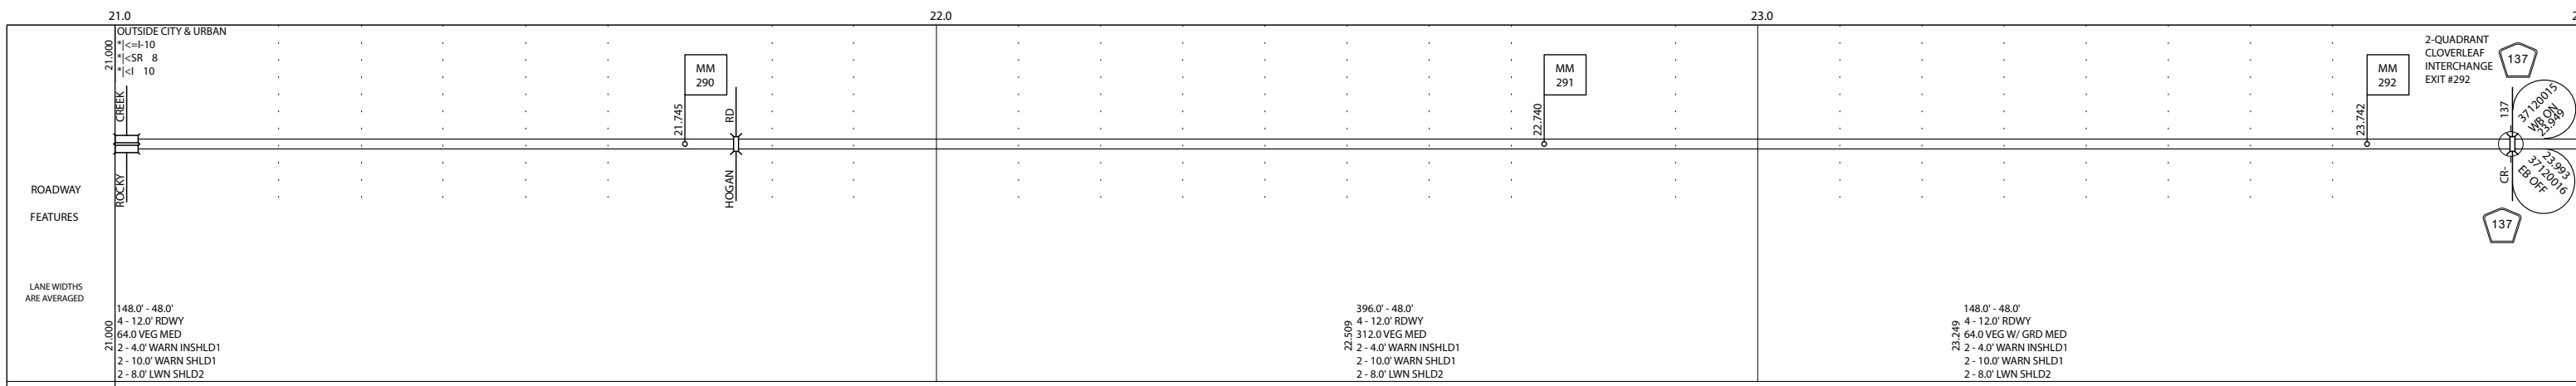 21.0
22.0
23.0
2
21.000
OUTSIDE CITY & URBAN
*|<=I-10
*|<SR 8
*|<I 10
CREEK
ROCKY
MM
290
21.745
RD
HOGAN
MM
291
22.740
MM
292
23.742
2-QUADRANT
CLOVERLEAF
INTERCHANGE
EXIT #292
137
137
CR-
37120015
WB ON
23.949
23.993
37120016
EB OFF
137
ROADWAY
FEATURES
LANE WIDTHS
ARE AVERAGED
21.000
148.0' - 48.0'
4 - 12.0' RDWY
64.0 VEG MED
2 - 4.0' WARN INSHLD1
2 - 10.0' WARN SHLD1
2 - 8.0' LWN SHLD2
22.509
396.0' - 48.0'
4 - 12.0' RDWY
312.0 VEG MED
2 - 4.0' WARN INSHLD1
2 - 10.0' WARN SHLD1
2 - 8.0' LWN SHLD2
23.249
148.0' - 48.0'
4 - 12.0' RDWY
64.0 VEG W/ GRD MED
2 - 4.0' WARN INSHLD1
2 - 10.0' WARN SHLD1
2 - 8.0' LWN SHLD2